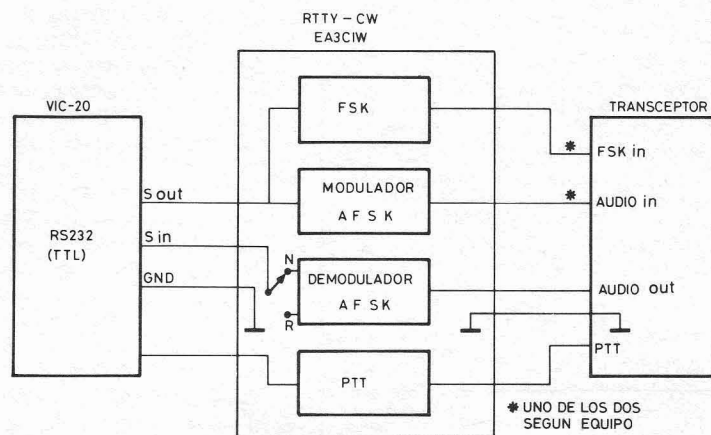 RTTY-CW
EA3CIW
VIC-20
RS232
(TTL)
S out
S in
GND
FSK
MODULADOR
AFSK
N
R
DEMODULADOR
AFSK
PTT
TRANSCEPTOR
* FSK in
* AUDIO in
AUDIO out
PTT
* UNO DE LOS DOS
SEGUN EQUIPO